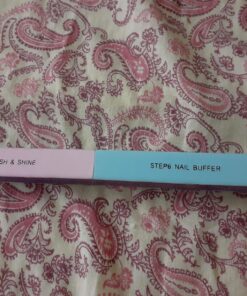 SH & SHINE
STEP6 NAIL BUFFER